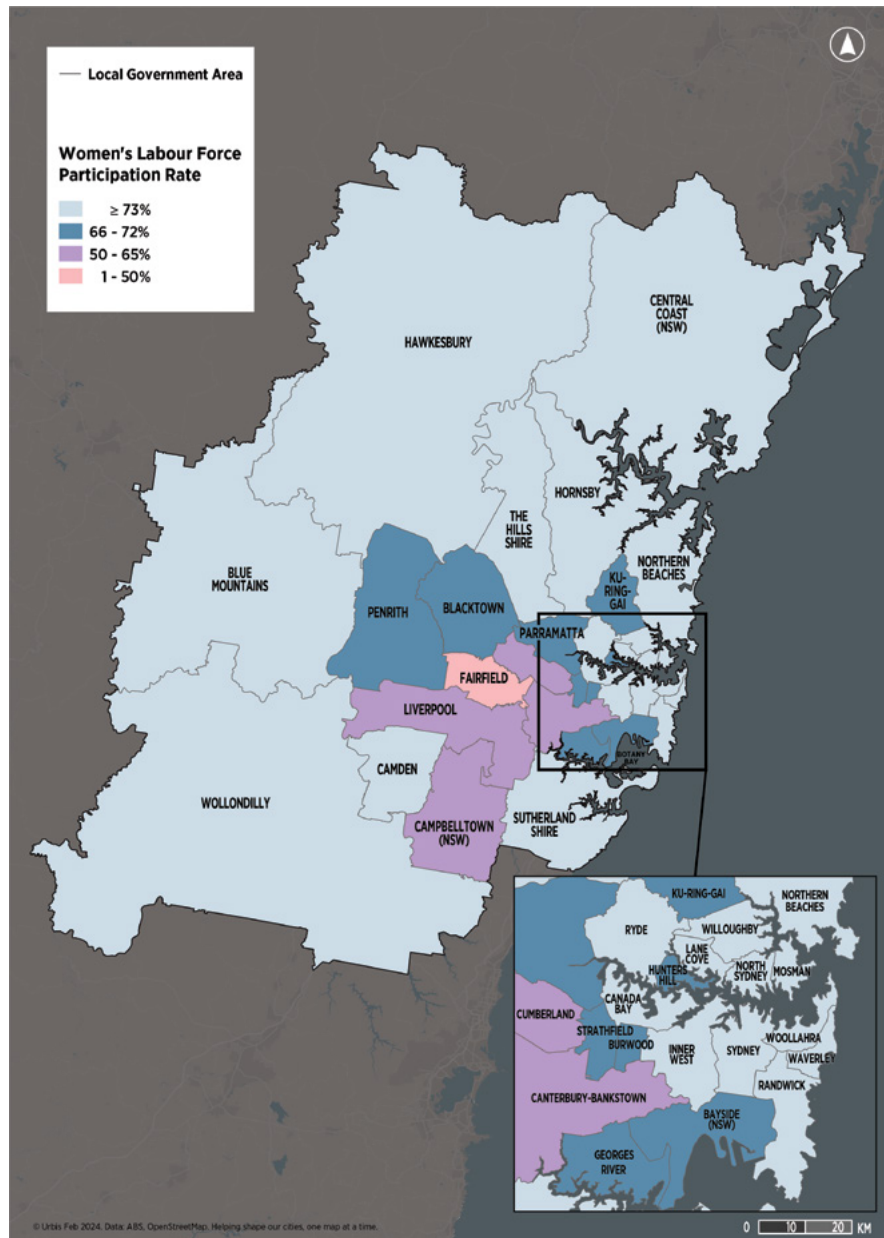 Local Government Area
Women's Labour Force
Participation Rate
≥ 73%
66 - 72%
50 - 65%
1 - 50%
CENTRAL
COAST
(NSW)
HAWKESBURY
HORNSBY
THE
HILLS
SHIRE
NORTHERN
BEACHES
BLUE
MOUNTAINS
KU-
RING-
GAI
PENRITH
BLACKTOWN
PARRAMATTA
FAIRFIELD
LIVERPOOL
BOTANY
BAY
CAMDEN
WOLLONDILLY
CAMPBELLTOWN
(NSW)
SUTHERLAND
SHIRE
KU-RING-GAI
NORTHERN
BEACHES
RYDE
WILLOUGHBY
LANE
COVE
HUNTERS
HILL
NORTH
SYDNEY
MOSMAN
CANADA
BAY
CUMBERLAND
STRATHFIELD
BURWOOD
INNER
WEST
SYDNEY
WOOLLAHRA
WAVERLEY
RANDWICK
CANTERBURY-BANKSTOWN
BAYSIDE
(NSW)
GEORGES
RIVER
© Urbis Feb 2024. Data: ABS, OpenStreetMap. Helping shape our cities, one map at a time.
0 10 20 KM